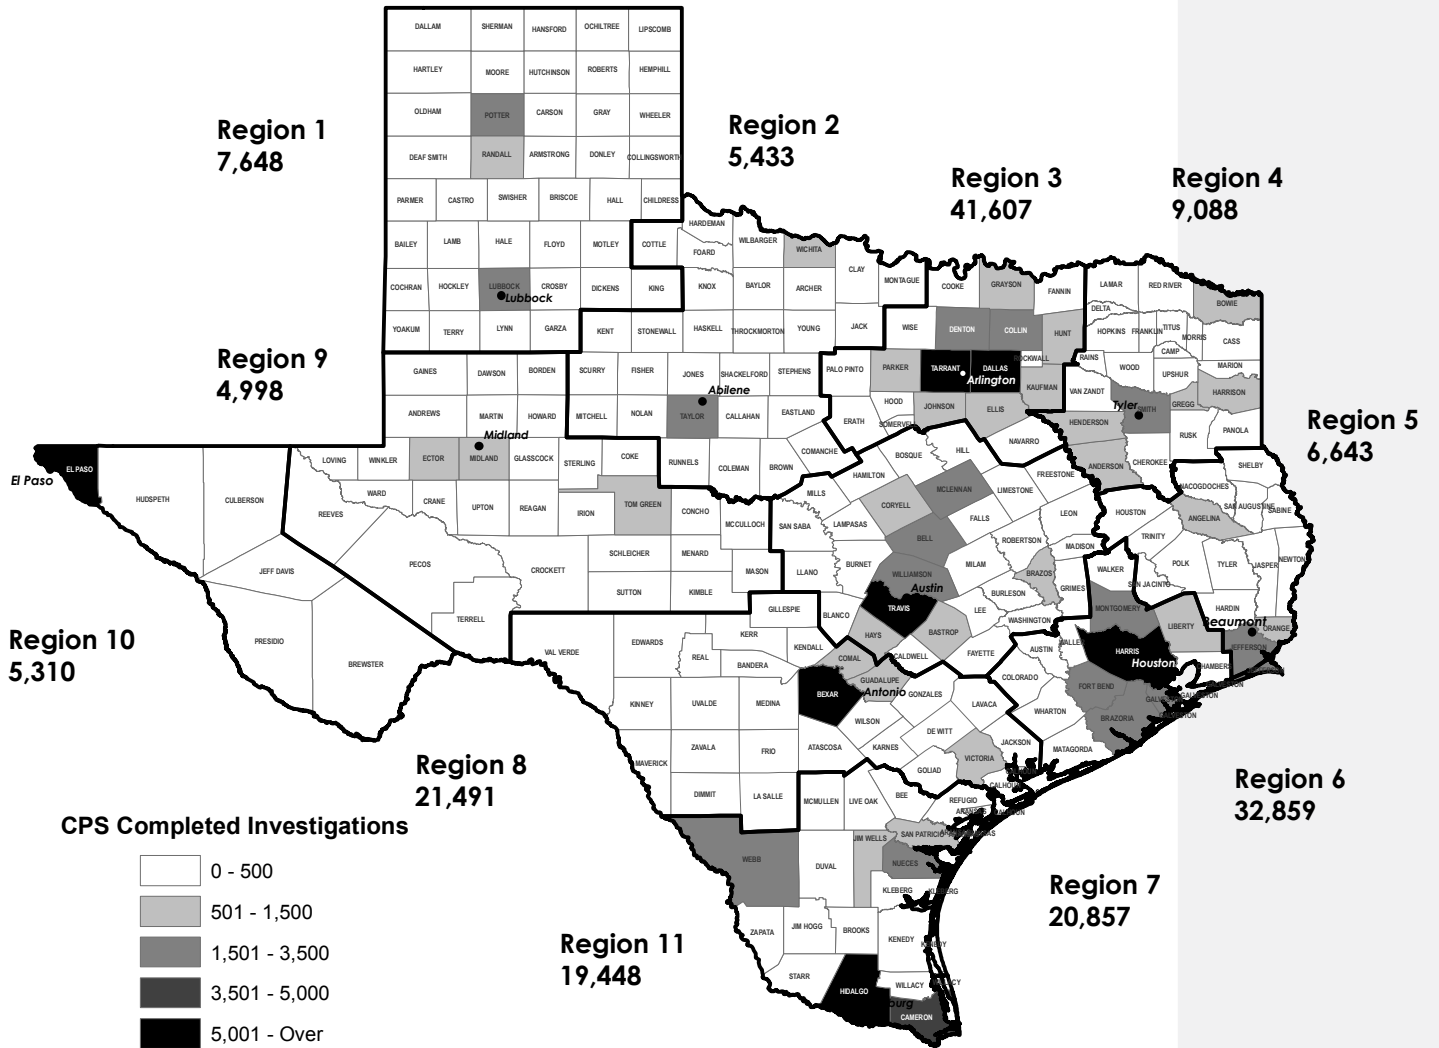 DALLAM SHERMAN HANSFORD OCHILTREE LIPSCOMB
HARTLEY MOORE HUTCHINSON ROBERTS HEMPHILL
OLDHAM POTTER CARSON GRAY WHEELER
DEAF SMITH RANDALL ARMSTRONG DONLEY COLLINGSWORTH
PARMER CASTRO SWISHER BRISCOE HALL CHILDRESS
BAILEY LAMB HALE FLOYD MOTLEY COTTLE
COCHRAN HOCKLEY LUBBOCK CROSBY DICKENS KING
Lubbock
YOAKUM TERRY LYNN GARZA KENT STONEWALL HASKELL THROCKMORTON YOUNG JACK
Region 1
7,648
Region 2
5,433
Region 3
41,607
Region 4
9,088
HARDEMAN
FOARD
WILBARGER
WICHITA
CLAY
MONTAGUE
KNOX BAYLOR ARCHER
COOKE GRAYSON FANNIN
WISE DENTON COLLIN HUNT
ROCKWALL
PALO PINTO PARKER TARRANT DALLAS KAUFMAN
Arlington
HOOD JOHNSON ELLIS
ERATH SOMERVELL NAVARRO
LAMAR RED RIVER BOWIE
DELTA
HOPKINS FRANKLIN TITUS MORRIS CASS
CAMP
RAINS WOOD UPSHUR MARION
VAN ZANDT SMITH GREGG HARRISON
Tyler
HENDERSON RUSK PANOLA
ANDERSON CHEROKEE
Region 9
4,998
GAINES DAWSON BORDEN SCURRY FISHER JONES SHACKELFORD STEPHENS
Abilene
ANDREWS MARTIN HOWARD MITCHELL NOLAN TAYLOR CALLAHAN EASTLAND
Midland
LOVING WINKLER ECTOR MIDLAND GLASSCOCK STERLING COKE RUNNELS COLEMAN BROWN COMANCHE
WARD CRANE UPTON REAGAN IRION TOM GREEN CONCHO MCCULLOCH
REEVES PECOS CROCKETT SCHLEICHER MENARD MASON
SUTTON KIMBLE
TERRELL
Region 5
6,643
SHELBY
NACOGDOCHES
SAN AUGUSTINE SABINE
HOUSTON ANGELINA
TRINITY
POLK TYLER JASPER NEWTON
SAN JACINTO
HARDIN
Beaumont
ORANGE
JEFFERSON
El Paso
EL PASO
HUDSPETH CULBERSON
JEFF DAVIS
PRESIDIO BREWSTER
Region 10
5,310
BOSQUE HILL
HAMILTON MCLENNAN LIMESTONE FREESTONE
MILLS CORYELL FALLS LEON
SAN SABA LAMPASAS BELL ROBERTSON MADISON
LLANO BURNET WILLIAMSON MILAM BRAZOS GRIMES
Austin
BURLESON
BLANCO TRAVIS LEE WASHINGTON
HAYS BASTROP
CALDWELL FAYETTE
WALKER
MONTGOMERY LIBERTY
HARRIS
Houston
CHAMBERS
AUSTIN WALLER
COLORADO FORT BEND
GALVESTON
WHARTON BRAZORIA
MATAGORDA
Region 6
32,859
VAL VERDE EDWARDS KERR GILLESPIE
REAL BANDERA KENDALL
COMAL
GUADALUPE
Antonio
KINNEY UVALDE MEDINA BEXAR GONZALES LAVACA
WILSON DE WITT
MAVERICK ZAVALA FRIO ATASCOSA KARNES JACKSON
GOLIAD VICTORIA
CALHOUN
DIMMIT LA SALLE
Region 8
21,491
MCMULLEN LIVE OAK BEE REFUGIO
SAN PATRICIO
JIM WELLS
WEBB DUVAL NUECES
KLEBERG KLEBERG
ZAPATA JIM HOGG BROOKS KENEDY
KENEDY
STARR HIDALGO WILLACY
CAMERON
Region 7
20,857
Region 11
19,448
CPS Completed Investigations
0 - 500
501 - 1,500
1,501 - 3,500
3,501 - 5,000
5,001 - Over